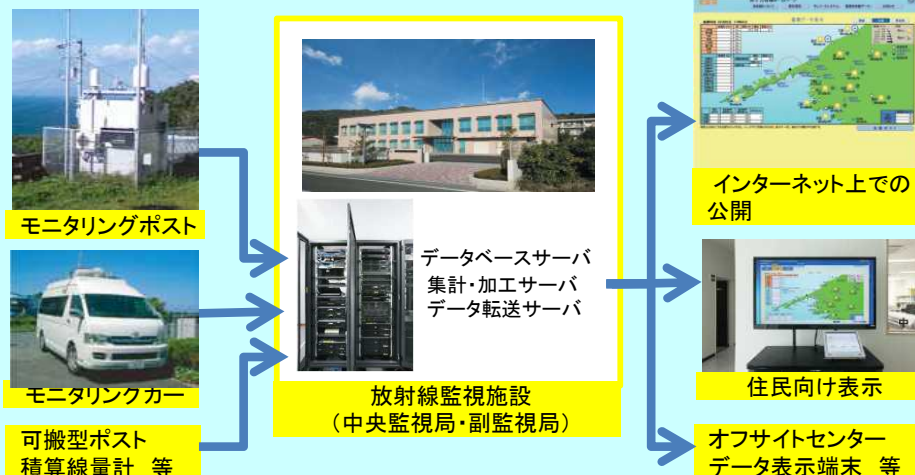 モニタリングポスト
モニタリングカー
可搬型ポスト
積算線量計 等
データベースサーバ
集計・加工サーバ
データ転送サーバ
放射線監視施設
（中央監視局・副監視局）
インターネット上での
公開
住民向け表示
オフサイトセンター
データ表示端末 等